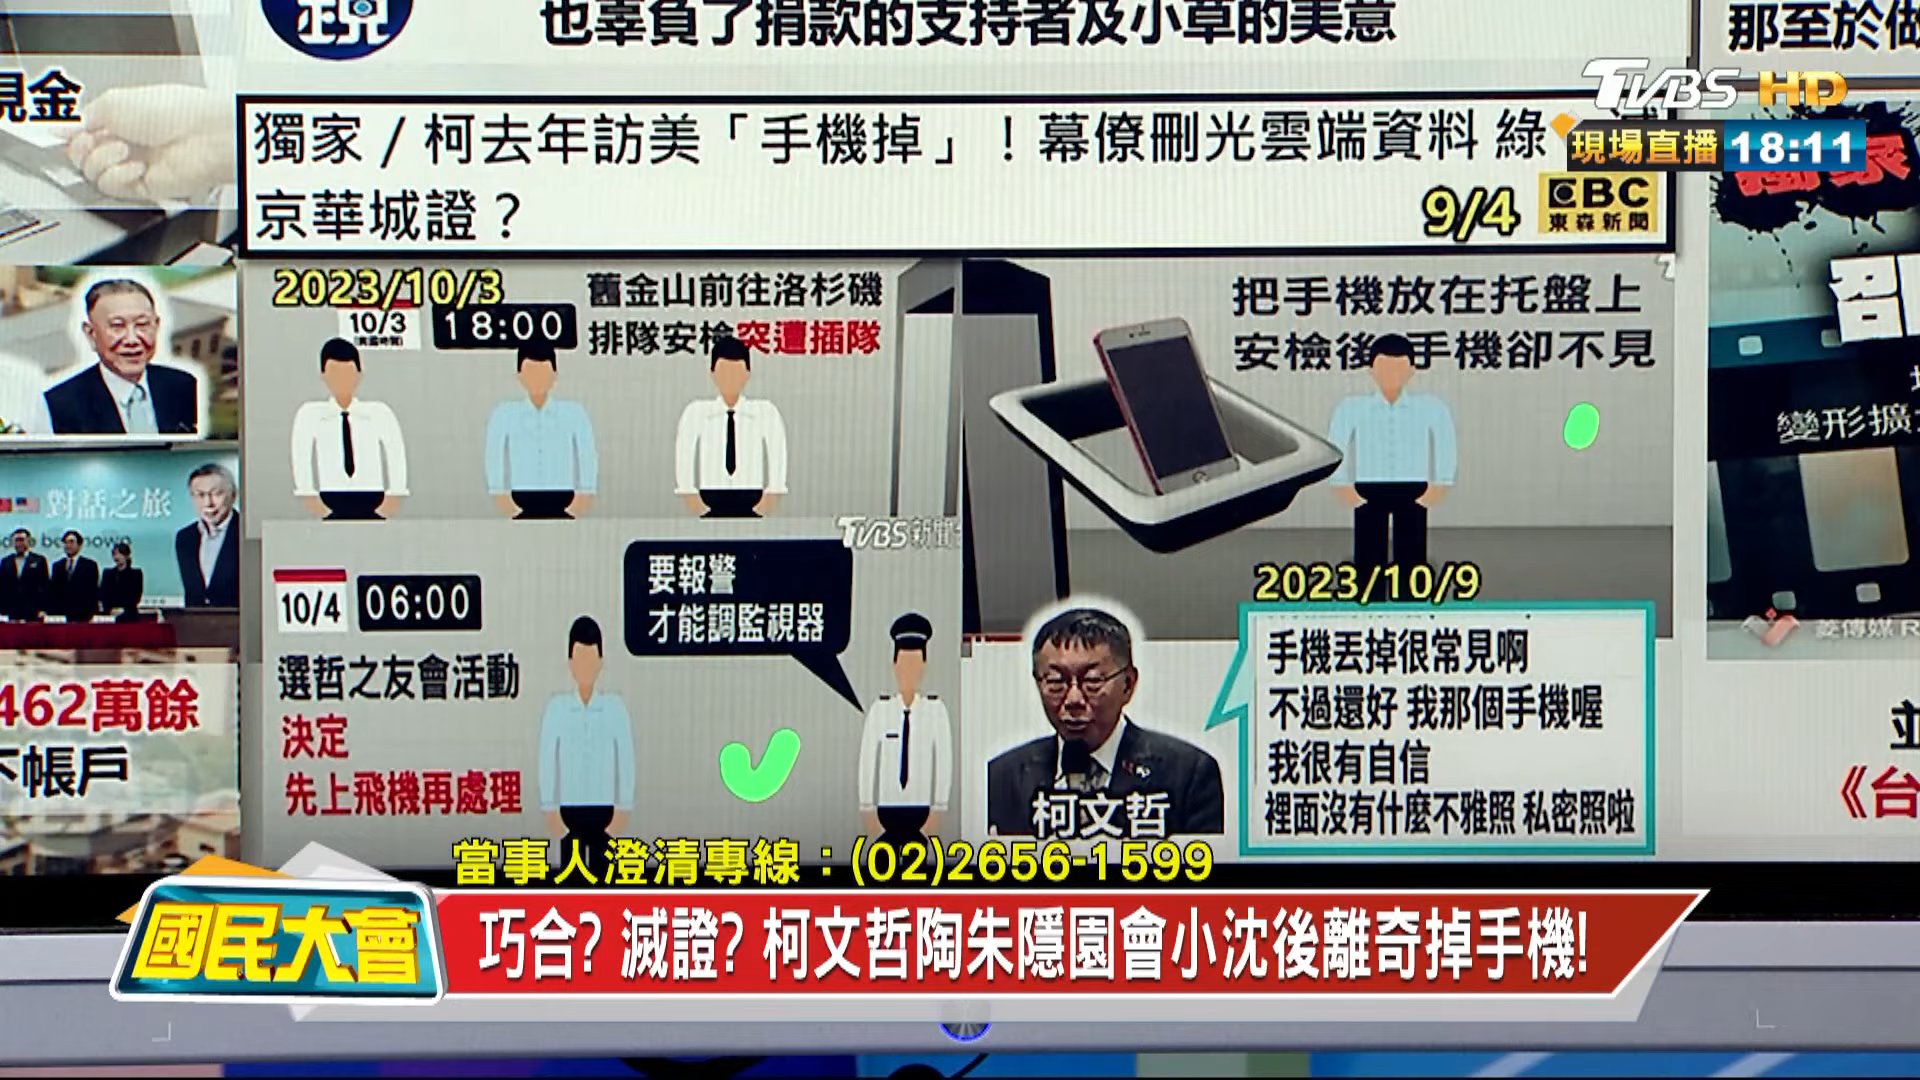 也辜負了捐款的支持者及小草的美意
那至於做
TVBS HD
現場直播 18:11
現金
獨家 / 柯去年訪美「手機掉」！幕僚刪光雲端資料 綠
京華城證？
9/4
EBC
東森新聞
獨家
2023/10/3
10/3
18:00
舊金山前往洛杉磯
排隊安檢突遭插隊
把手機放在托盤上
安檢後 手機卻不見
對話之旅
變形擴
TVBS新聞
10/4
06:00
選哲之友會活動
決定
先上飛機再處理
要報警
才能調監視器
2023/10/9
手機丟掉很常見啊
不過還好 我那個手機喔
我很有自信
裡面沒有什麼不雅照 私密照啦
柯文哲
菱傳媒 R
462萬餘
帳戶
並
《台
當事人澄清專線：(02)2656-1599
國民大會
巧合? 滅證? 柯文哲陶朱隱園會小沈後離奇掉手機!